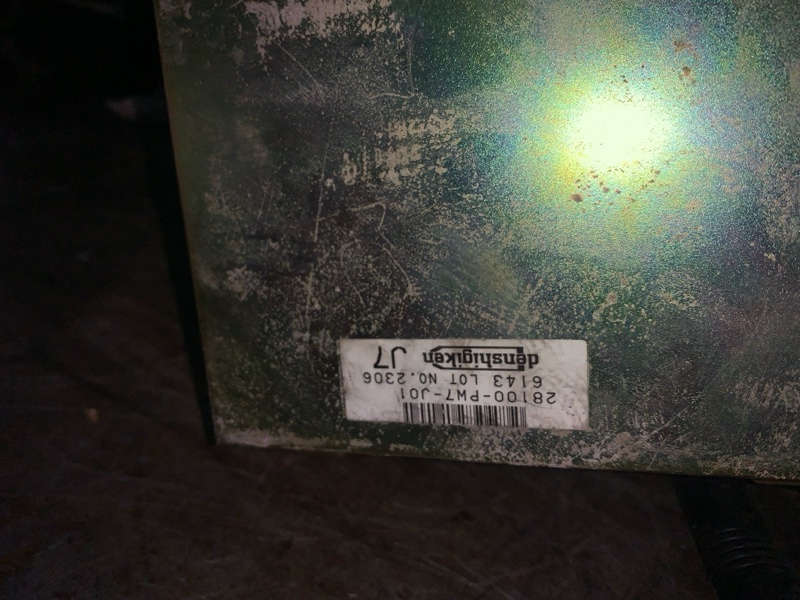 28100-PW7-J01
6143 LOT NO.2306
denshigiken J7